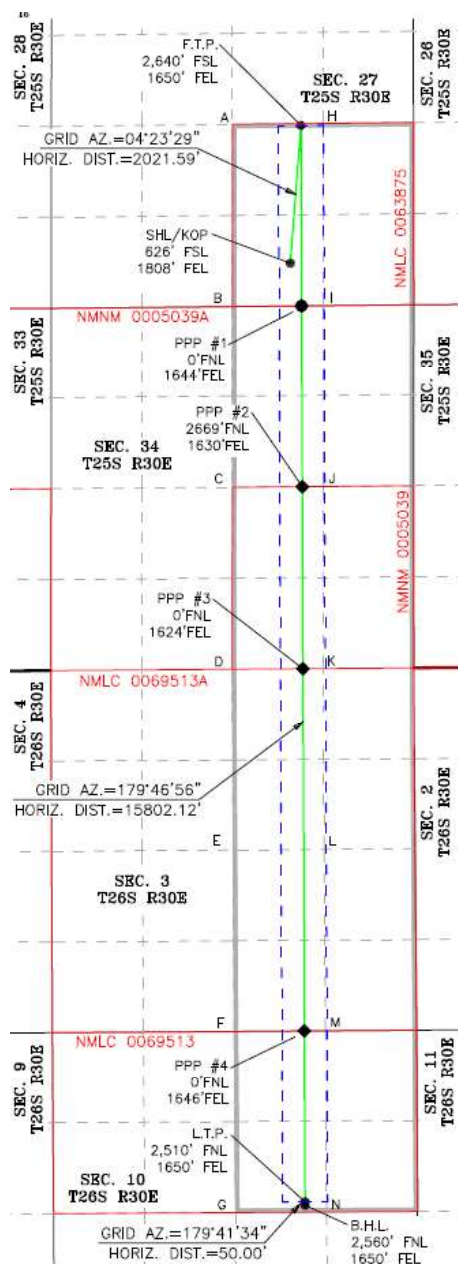 SEC. 28
T25S R30E
F.T.P.
2,640' FSL
1650' FEL
SEC. 27
T25S R30E
SEC. 26
T25S R30E
A
H
GRID AZ.=04°23'29"
HORIZ. DIST.=2021.59'
NMLC 0063875
SHL/KOP
626' FSL
1808' FEL
B
I
NMNM 0005039A
SEC. 33
T25S R30E
PPP #1
0'FNL
1644'FEL
SEC. 35
T25S R30E
PPP #2
2669'FNL
1630'FEL
SEC. 34
T25S R30E
C
J
NMNM 0005039
PPP #3
0'FNL
1624'FEL
D
K
NMLC 0069513A
SEC. 4
T26S R30E
GRID AZ.=179°46'56"
HORIZ. DIST.=15802.12'
SEC. 2
T26S R30E
E
L
SEC. 3
T26S R30E
F
M
NMLC 0069513
SEC. 9
T26S R30E
PPP #4
0'FNL
1646'FEL
SEC. 11
T26S R30E
L.T.P.
2,510' FNL
1650' FEL
SEC. 10
T26S R30E
G
N
GRID AZ.=179°41'34"
HORIZ. DIST.=50.00'
B.H.L.
2,560' FNL
1650' FEL